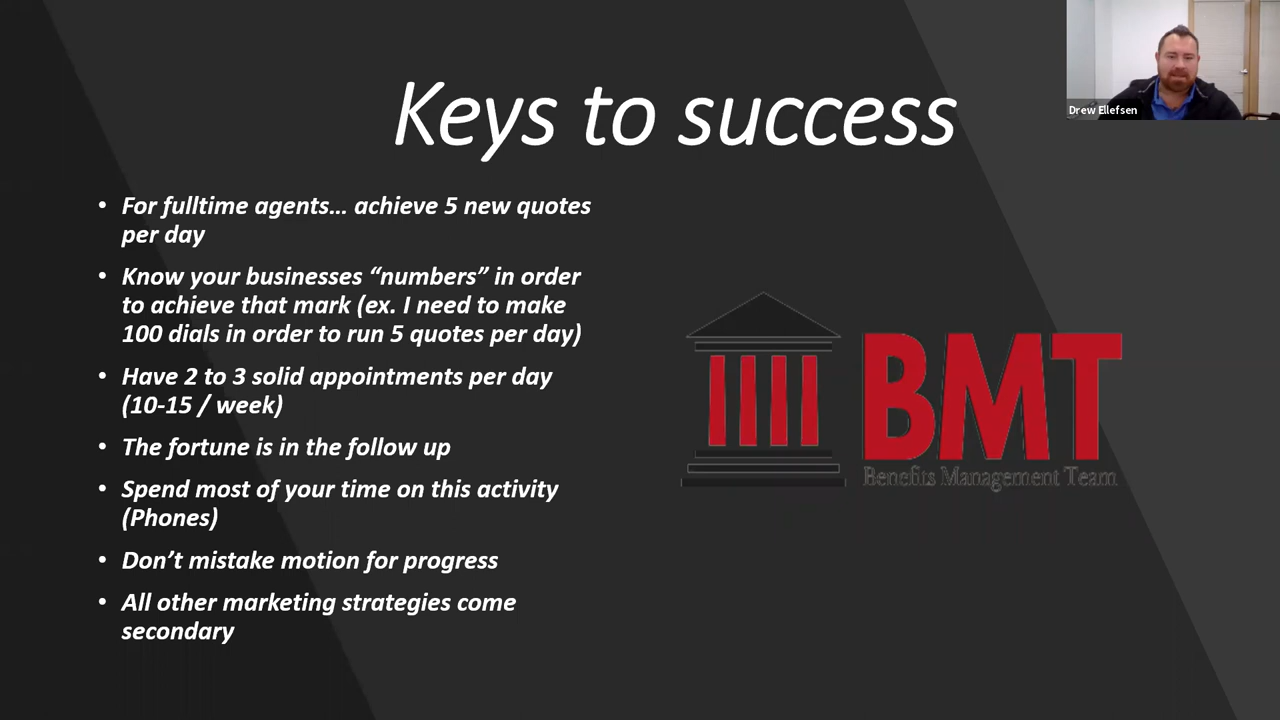 Keys to success
Drew Ellefsen
• For fulltime agents… achieve 5 new quotes
per day
• Know your businesses “numbers” in order
to achieve that mark (ex. I need to make
100 dials in order to run 5 quotes per day)
• Have 2 to 3 solid appointments per day
(10-15 / week)
• The fortune is in the follow up
• Spend most of your time on this activity
(Phones)
• Don’t mistake motion for progress
• All other marketing strategies come
secondary
BMT
Benefits Management Team